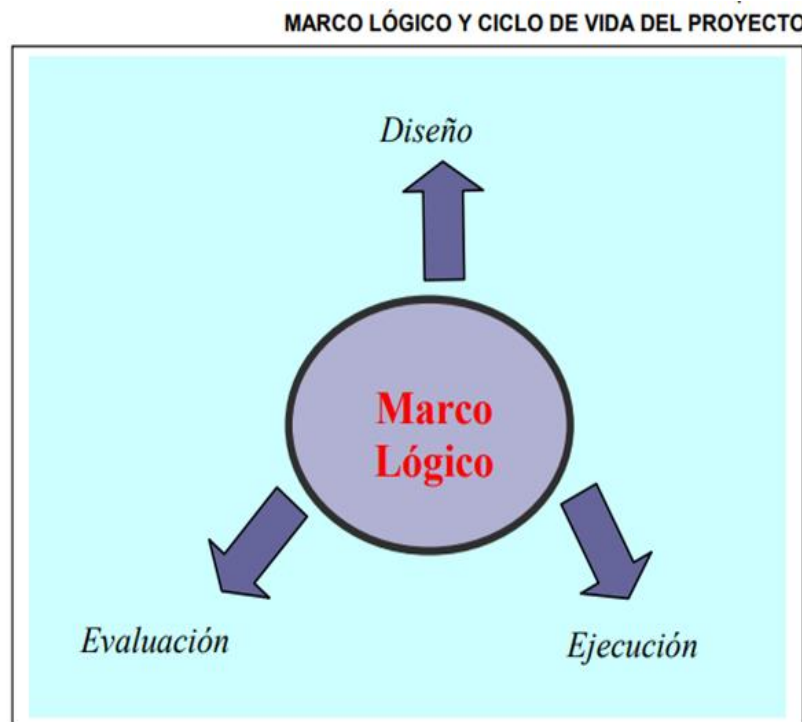 MARCO LÓGICO Y CICLO DE VIDA DEL PROYECTO
Diseño
Marco
Lógico
Evaluación
Ejecución